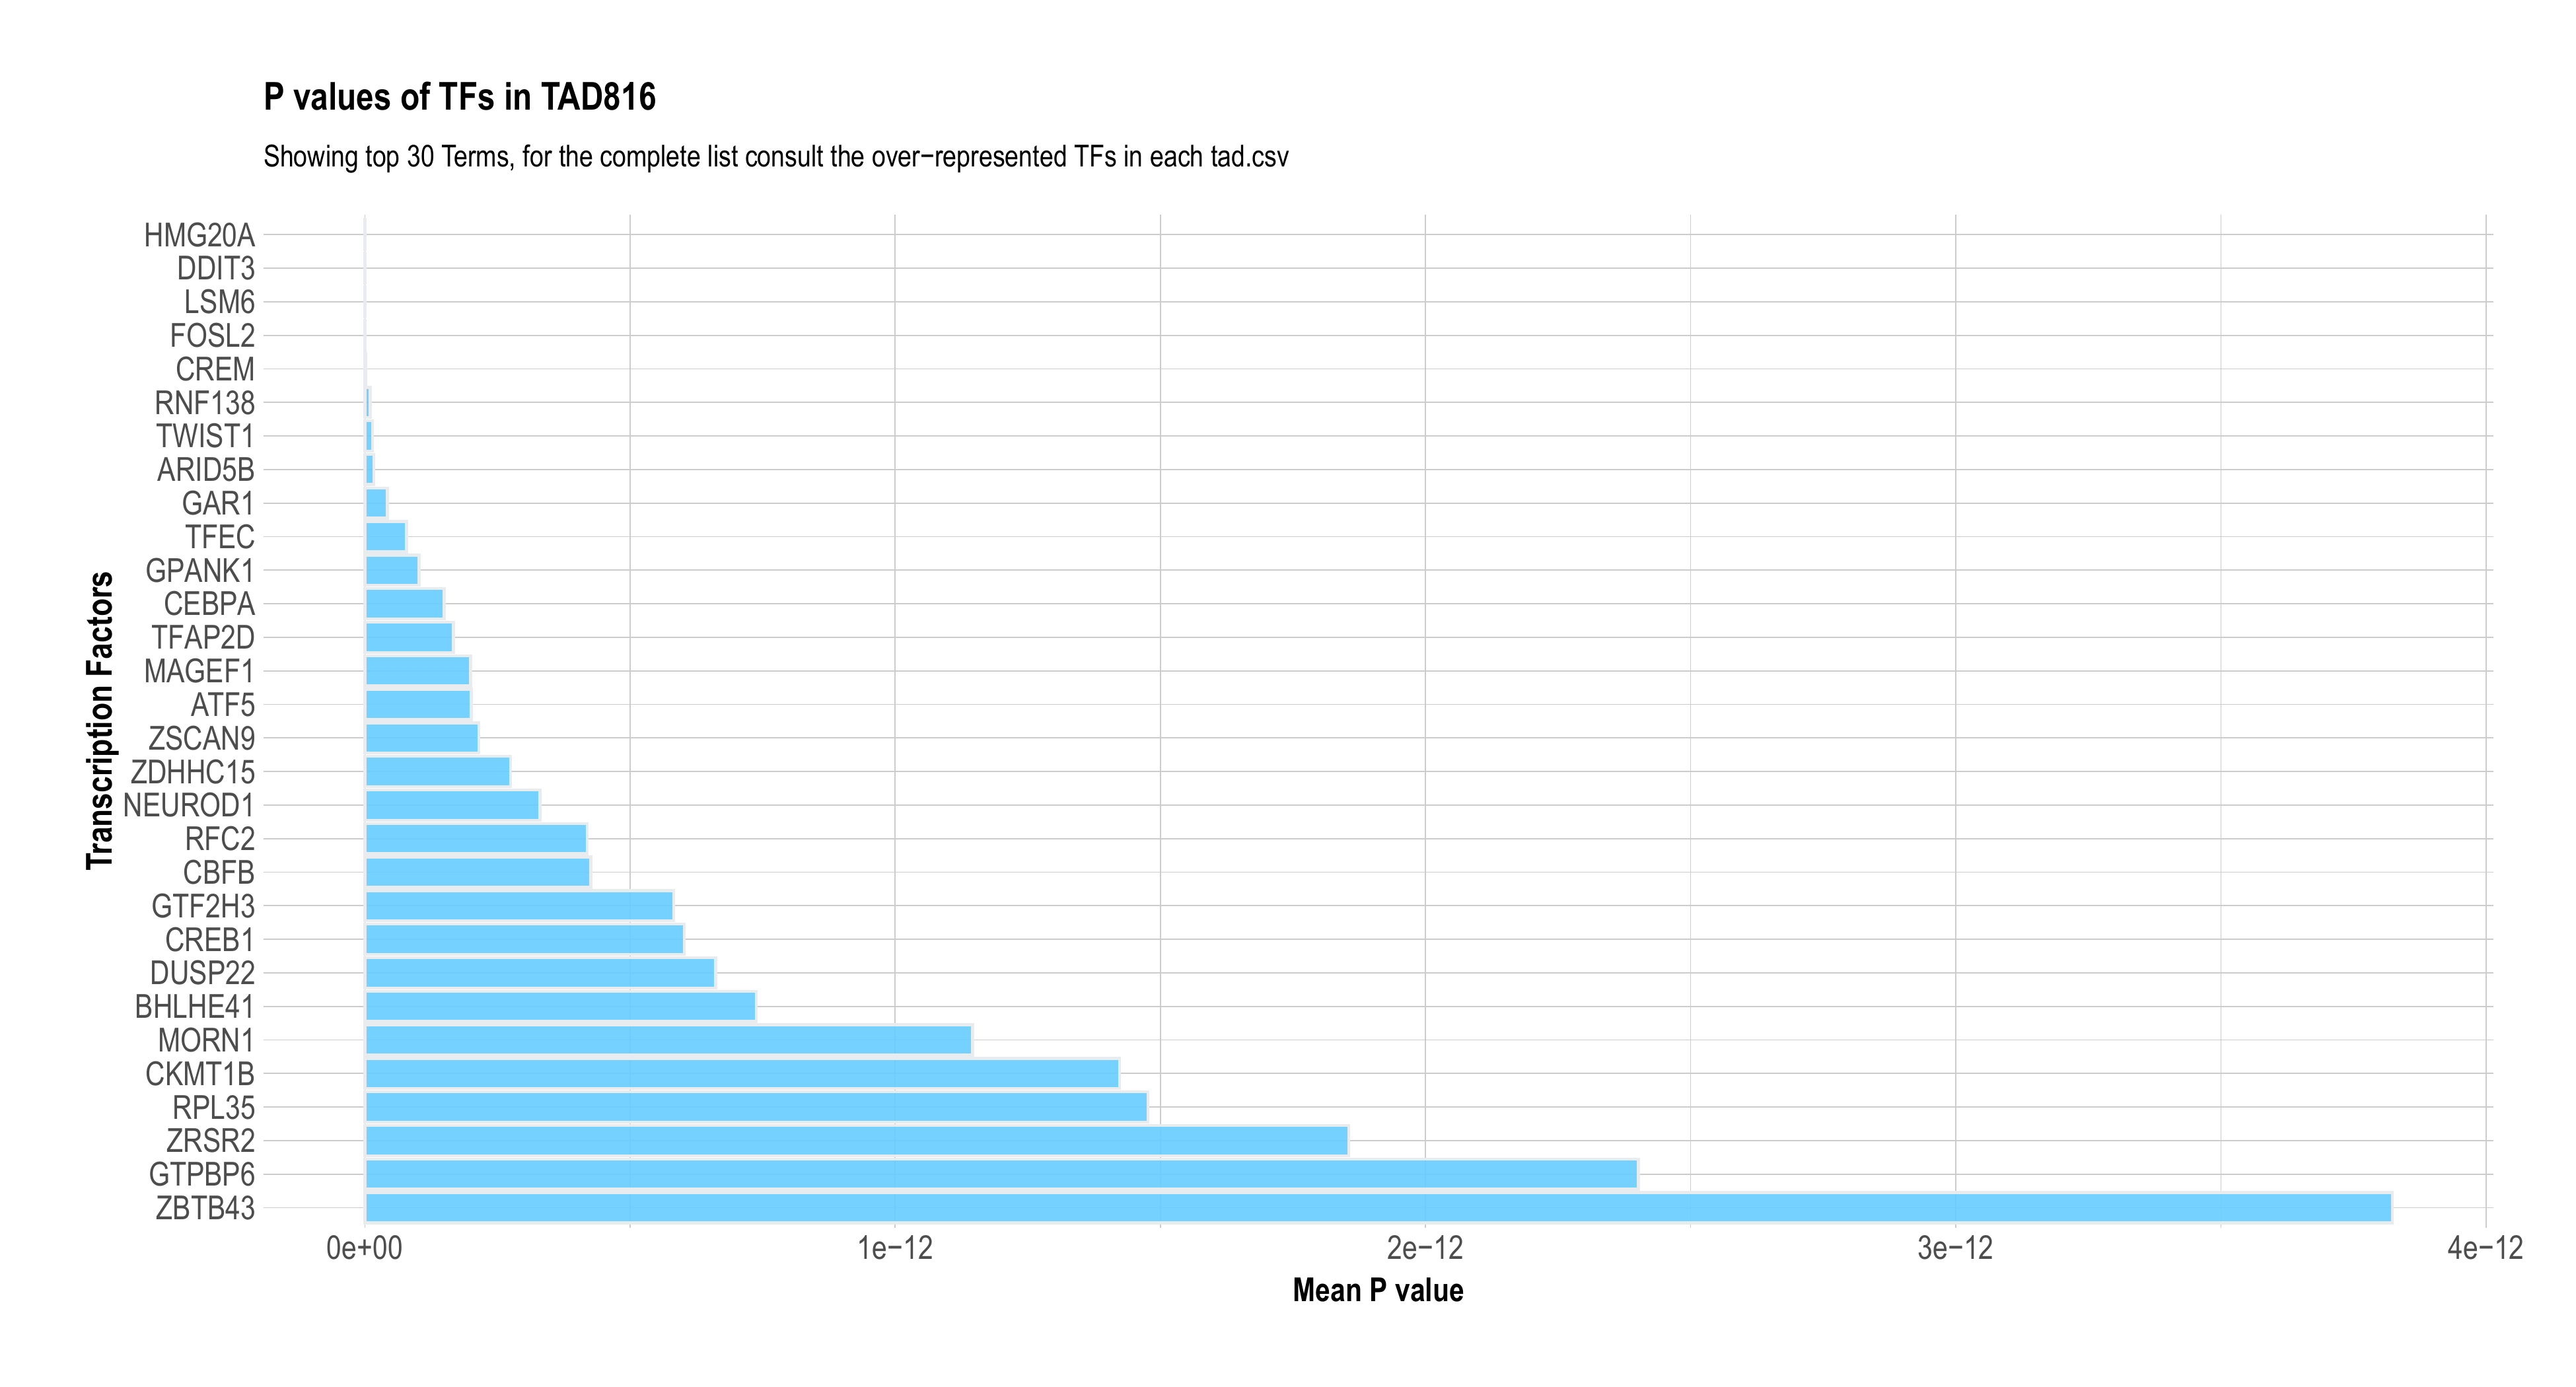 P values of TFs in TAD816
Showing top 30 Terms, for the complete list consult the over−represented TFs in each tad.csv
Transcription Factors
HMG20A
DDIT3
LSM6
FOSL2
CREM
RNF138
TWIST1
ARID5B
GAR1
TFEC
GPANK1
CEBPA
TFAP2D
MAGEF1
ATF5
ZSCAN9
ZDHHC15
NEUROD1
RFC2
CBFB
GTF2H3
CREB1
DUSP22
BHLHE41
MORN1
CKMT1B
RPL35
ZRSR2
GTPBP6
ZBTB43
0e+00 1e−12 2e−12 3e−12 4e−12
Mean P value